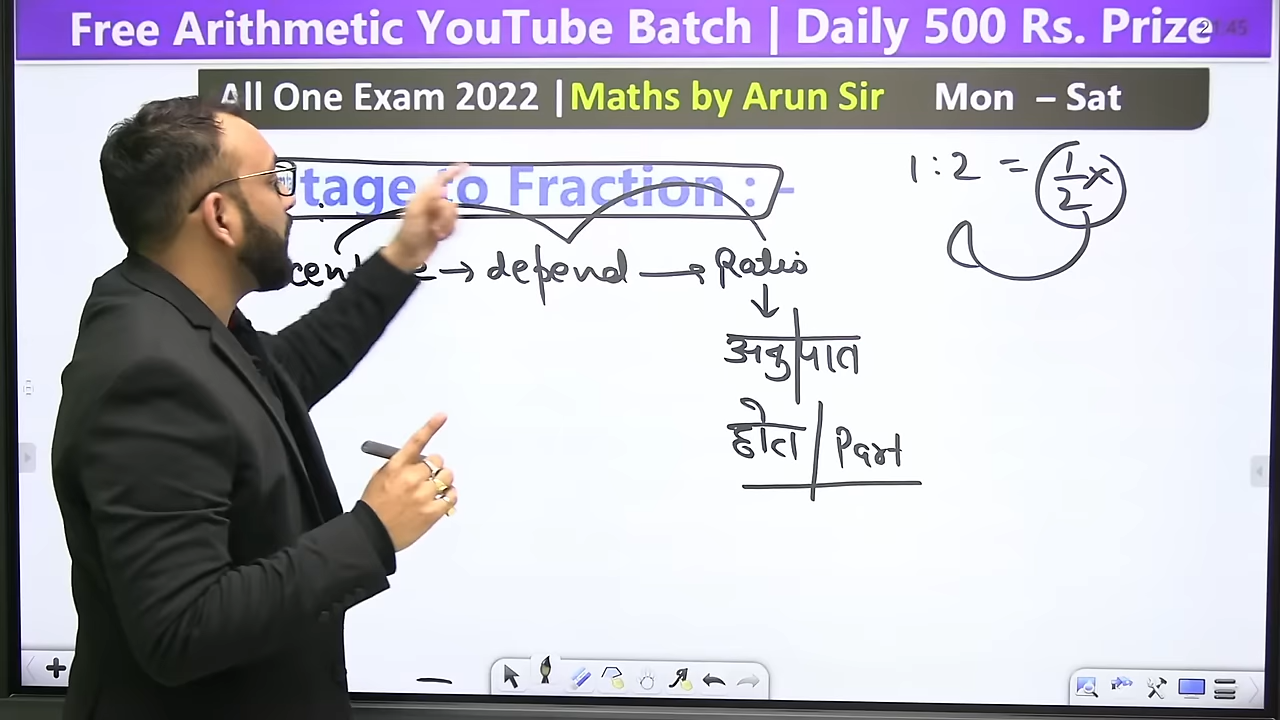 Free Arithmetic YouTube Batch | Daily 500 Rs. Prize
All One Exam 2022 | Maths by Arun Sir Mon – Sat
tage to Fraction : -
1 : 2 = 1/2 x
→ depend → Ratio
अनुपात
होता Part